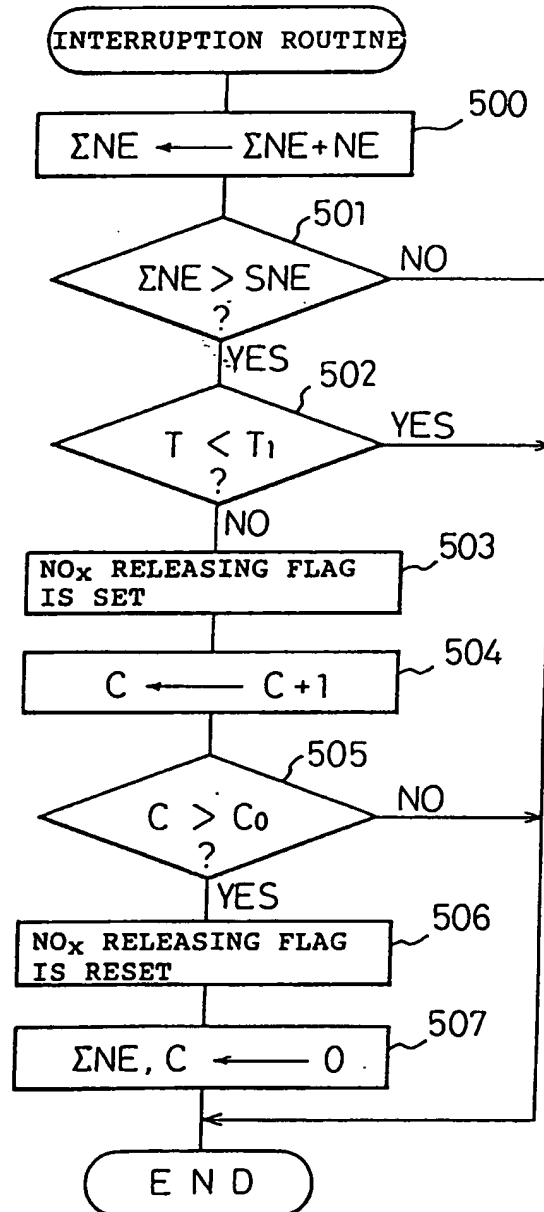 INTERRUPTION ROUTINE
500
ΣNE ← ΣNE+NE
501
ΣNE > SNE
?
NO
YES
502
T < T1
?
YES
NO
503
NOx RELEASING FLAG
IS SET
504
C ← C+1
505
C > C0
?
NO
YES
506
NOx RELEASING FLAG
IS RESET
507
ΣNE, C ← 0
END